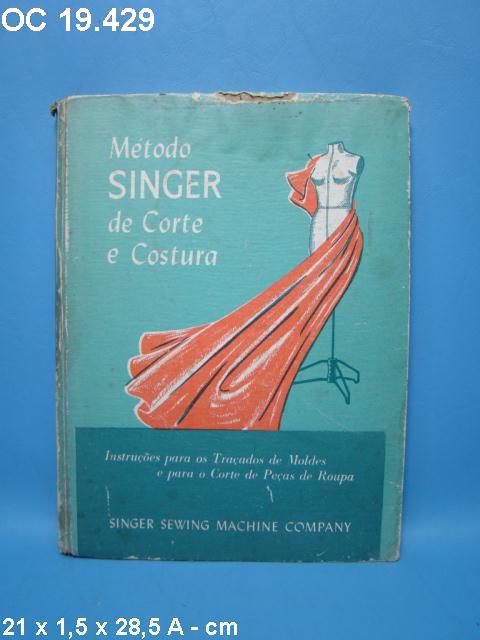 OC 19.429
Método
SINGER
de Corte
e Costura
Instruções para os Traçados de Moldes
e para o Corte de Peças de Roupa
SINGER SEWING MACHINE COMPANY
21 x 1,5 x 28,5 A - cm